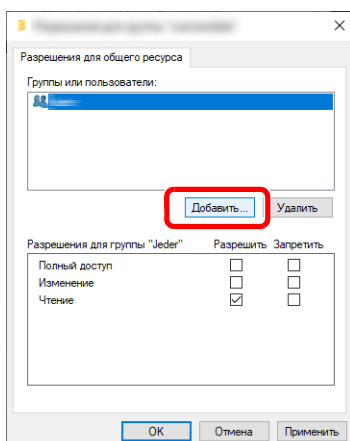 Разрешения для общего ресурса
Группы или пользователи:
Добавить... Удалить
Разрешения для группы "Jeder" Разрешить Запретить
Полный доступ
Изменение
Чтение
OK Отмена Применить